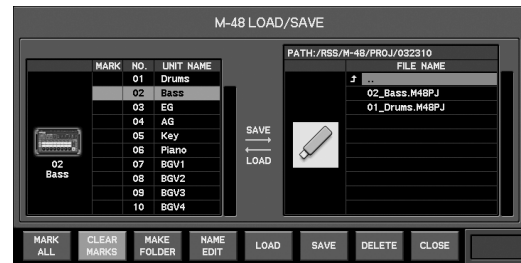 M-48 LOAD/SAVE
PATH:/RSS/M-48/PROJ/032310
MARK NO. UNIT NAME
FILE NAME
01 Drums
02 Bass
03 EG
04 AG
05 Key
06 Piano
07 BGV1
08 BGV2
09 BGV3
10 BGV4
02
Bass
SAVE
LOAD
..
02_Bass.M48PJ
01_Drums.M48PJ
MARK ALL
CLEAR MARKS
MAKE FOLDER
NAME EDIT
LOAD
SAVE
DELETE
CLOSE